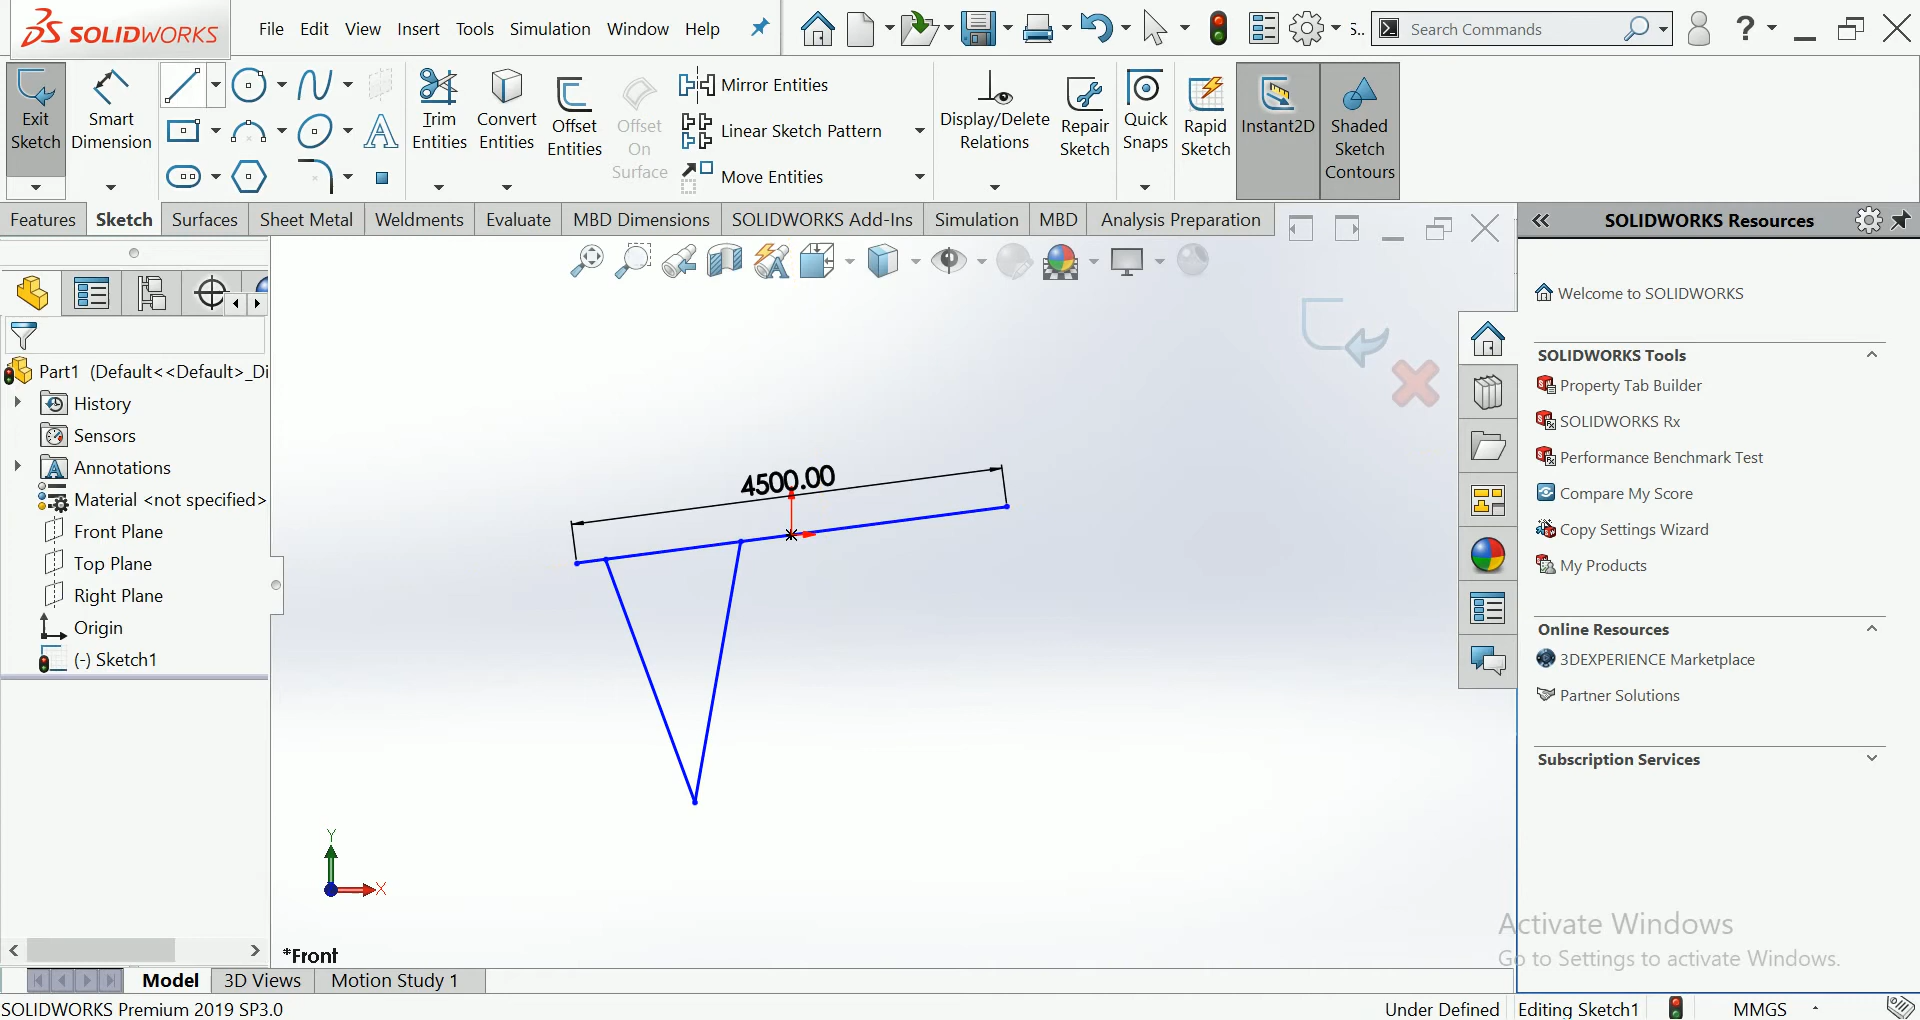 SOLIDWORKS
File Edit View Insert Tools Simulation Window Help
S.. Search Commands
Exit Sketch
Smart Dimension
Trim Entities
Convert Entities
Offset Entities
Offset On Surface
Mirror Entities
Linear Sketch Pattern
Move Entities
Display/Delete Relations
Repair Sketch
Quick Snaps
Rapid Sketch
Instant2D
Shaded Sketch Contours
Features Sketch Surfaces Sheet Metal Weldments Evaluate MBD Dimensions SOLIDWORKS Add-Ins Simulation MBD Analysis Preparation
Part1 (Default<<Default>_Di
History
Sensors
Annotations
Material <not specified>
Front Plane
Top Plane
Right Plane
Origin
(-) Sketch1
4500.00
Y
X
*Front
SOLIDWORKS Resources
Welcome to SOLIDWORKS
SOLIDWORKS Tools
Property Tab Builder
SOLIDWORKS Rx
Performance Benchmark Test
Compare My Score
Copy Settings Wizard
My Products
Online Resources
3DEXPERIENCE Marketplace
Partner Solutions
Subscription Services
Activate Windows
Go to Settings to activate Windows.
Model 3D Views Motion Study 1
SOLIDWORKS Premium 2019 SP3.0
Under Defined Editing Sketch1 MMGS